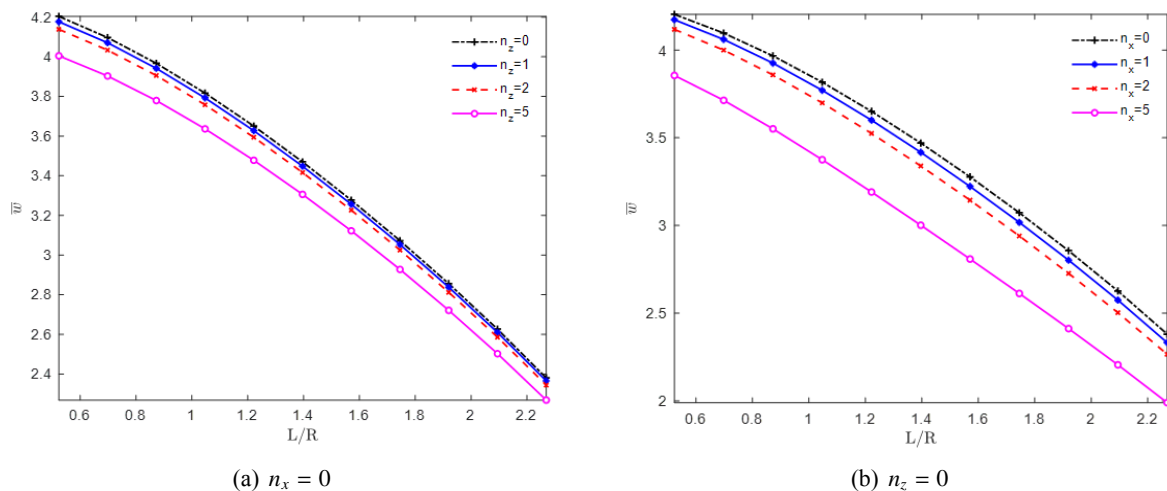 4.2
4
3.8
3.6
3.4
3.2
3
2.8
2.6
2.4
w̅
0.6 0.8 1 1.2 1.4 1.6 1.8 2 2.2
L/R
n_z=0
n_z=1
n_z=2
n_z=5
(a) n_x = 0
4
3.5
3
2.5
2
w̅
0.6 0.8 1 1.2 1.4 1.6 1.8 2 2.2
L/R
n_x=0
n_x=1
n_x=2
n_x=5
(b) n_z = 0